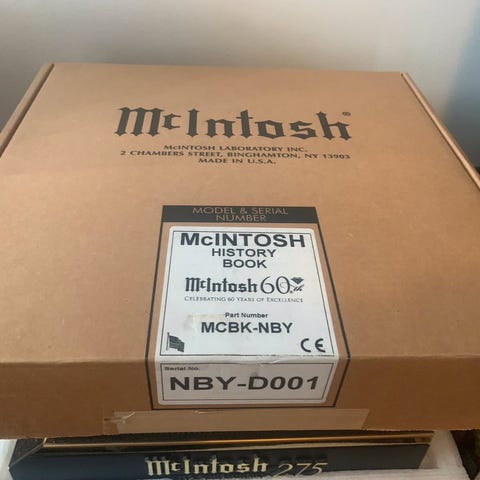 McIntosh®
McINTOSH LABORATORY INC.
2 CHAMBERS STREET, BINGHAMTON, NY 13903
MADE IN U.S.A.
MODEL & SERIAL
NUMBER
McINTOSH
HISTORY
BOOK
McIntosh 60th
CELEBRATING 60 YEARS OF EXCELLENCE
Part Number
MCBK-NBY
CE
Serial No.
NBY-D001
McIntosh 275